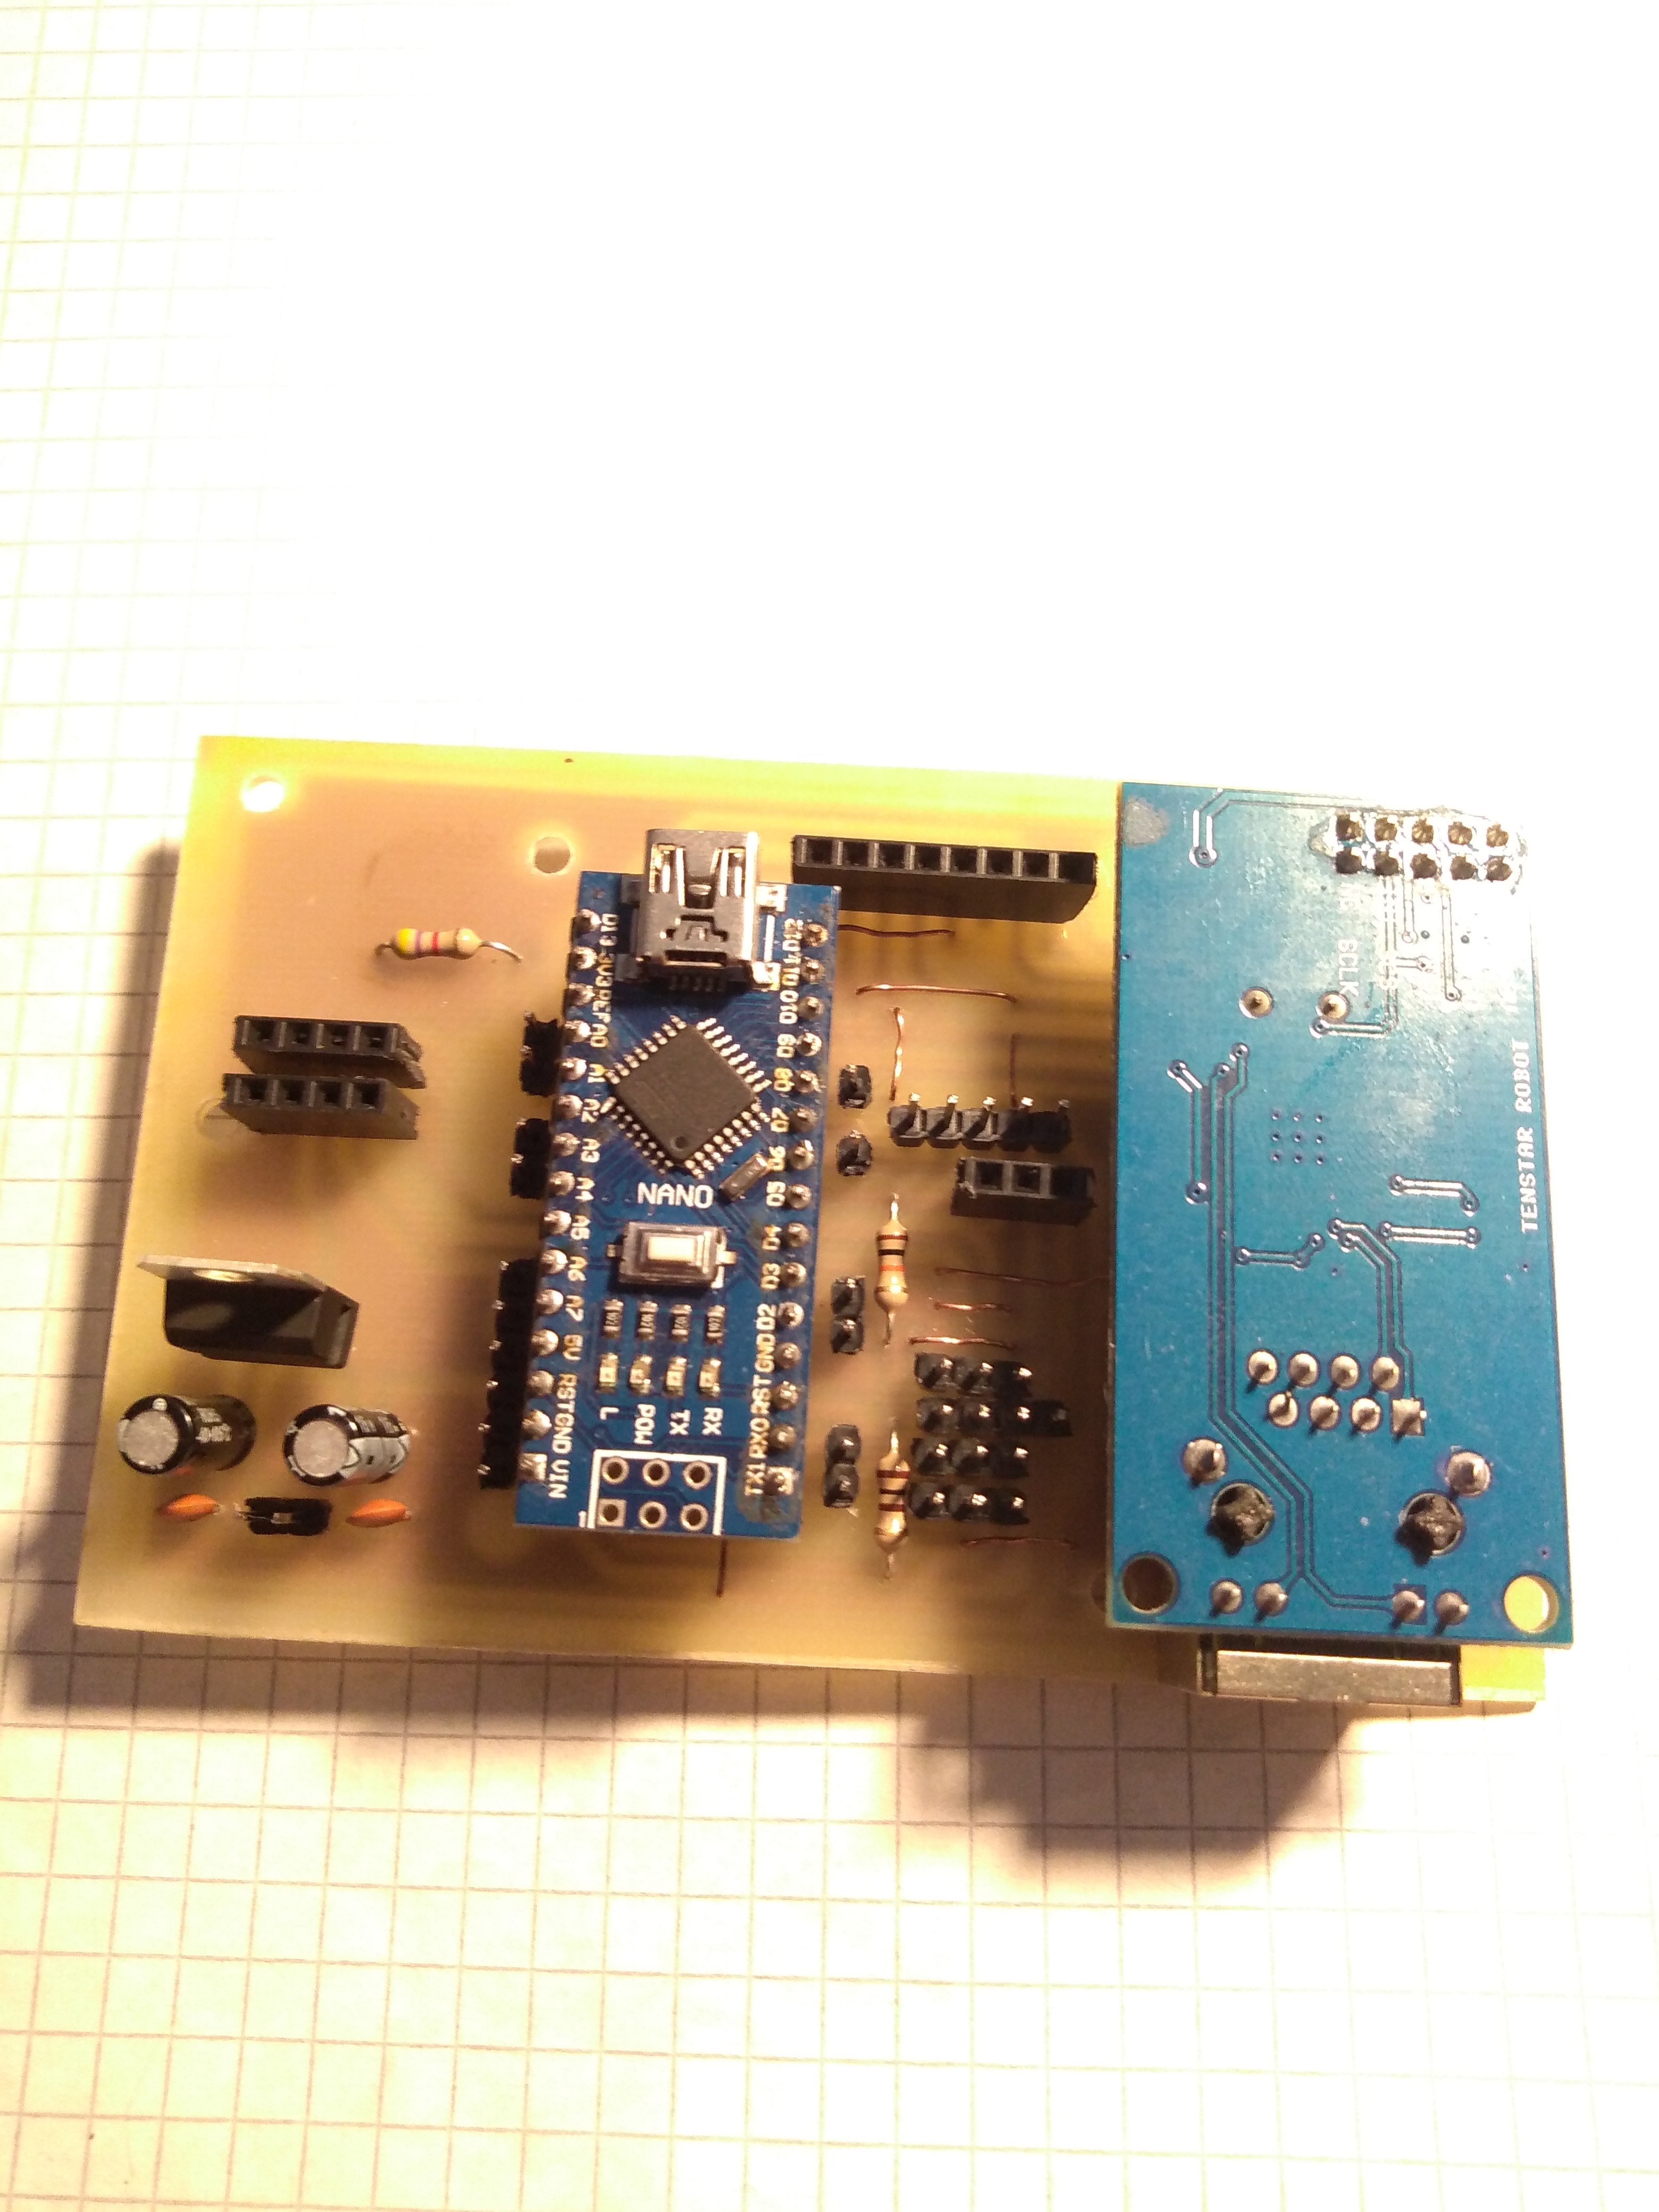 D13
3V3
REF
A0
A1
A2
A3
A4
A5
A6
A7
5V
RST
GND
VIN
D12
D11
D10
D9
D8
D7
D6
D5
D4
D3
D2
GND
RST
RX0
TX1
NANO
L
POW
TX
RX
1
TENSTAR ROBOT